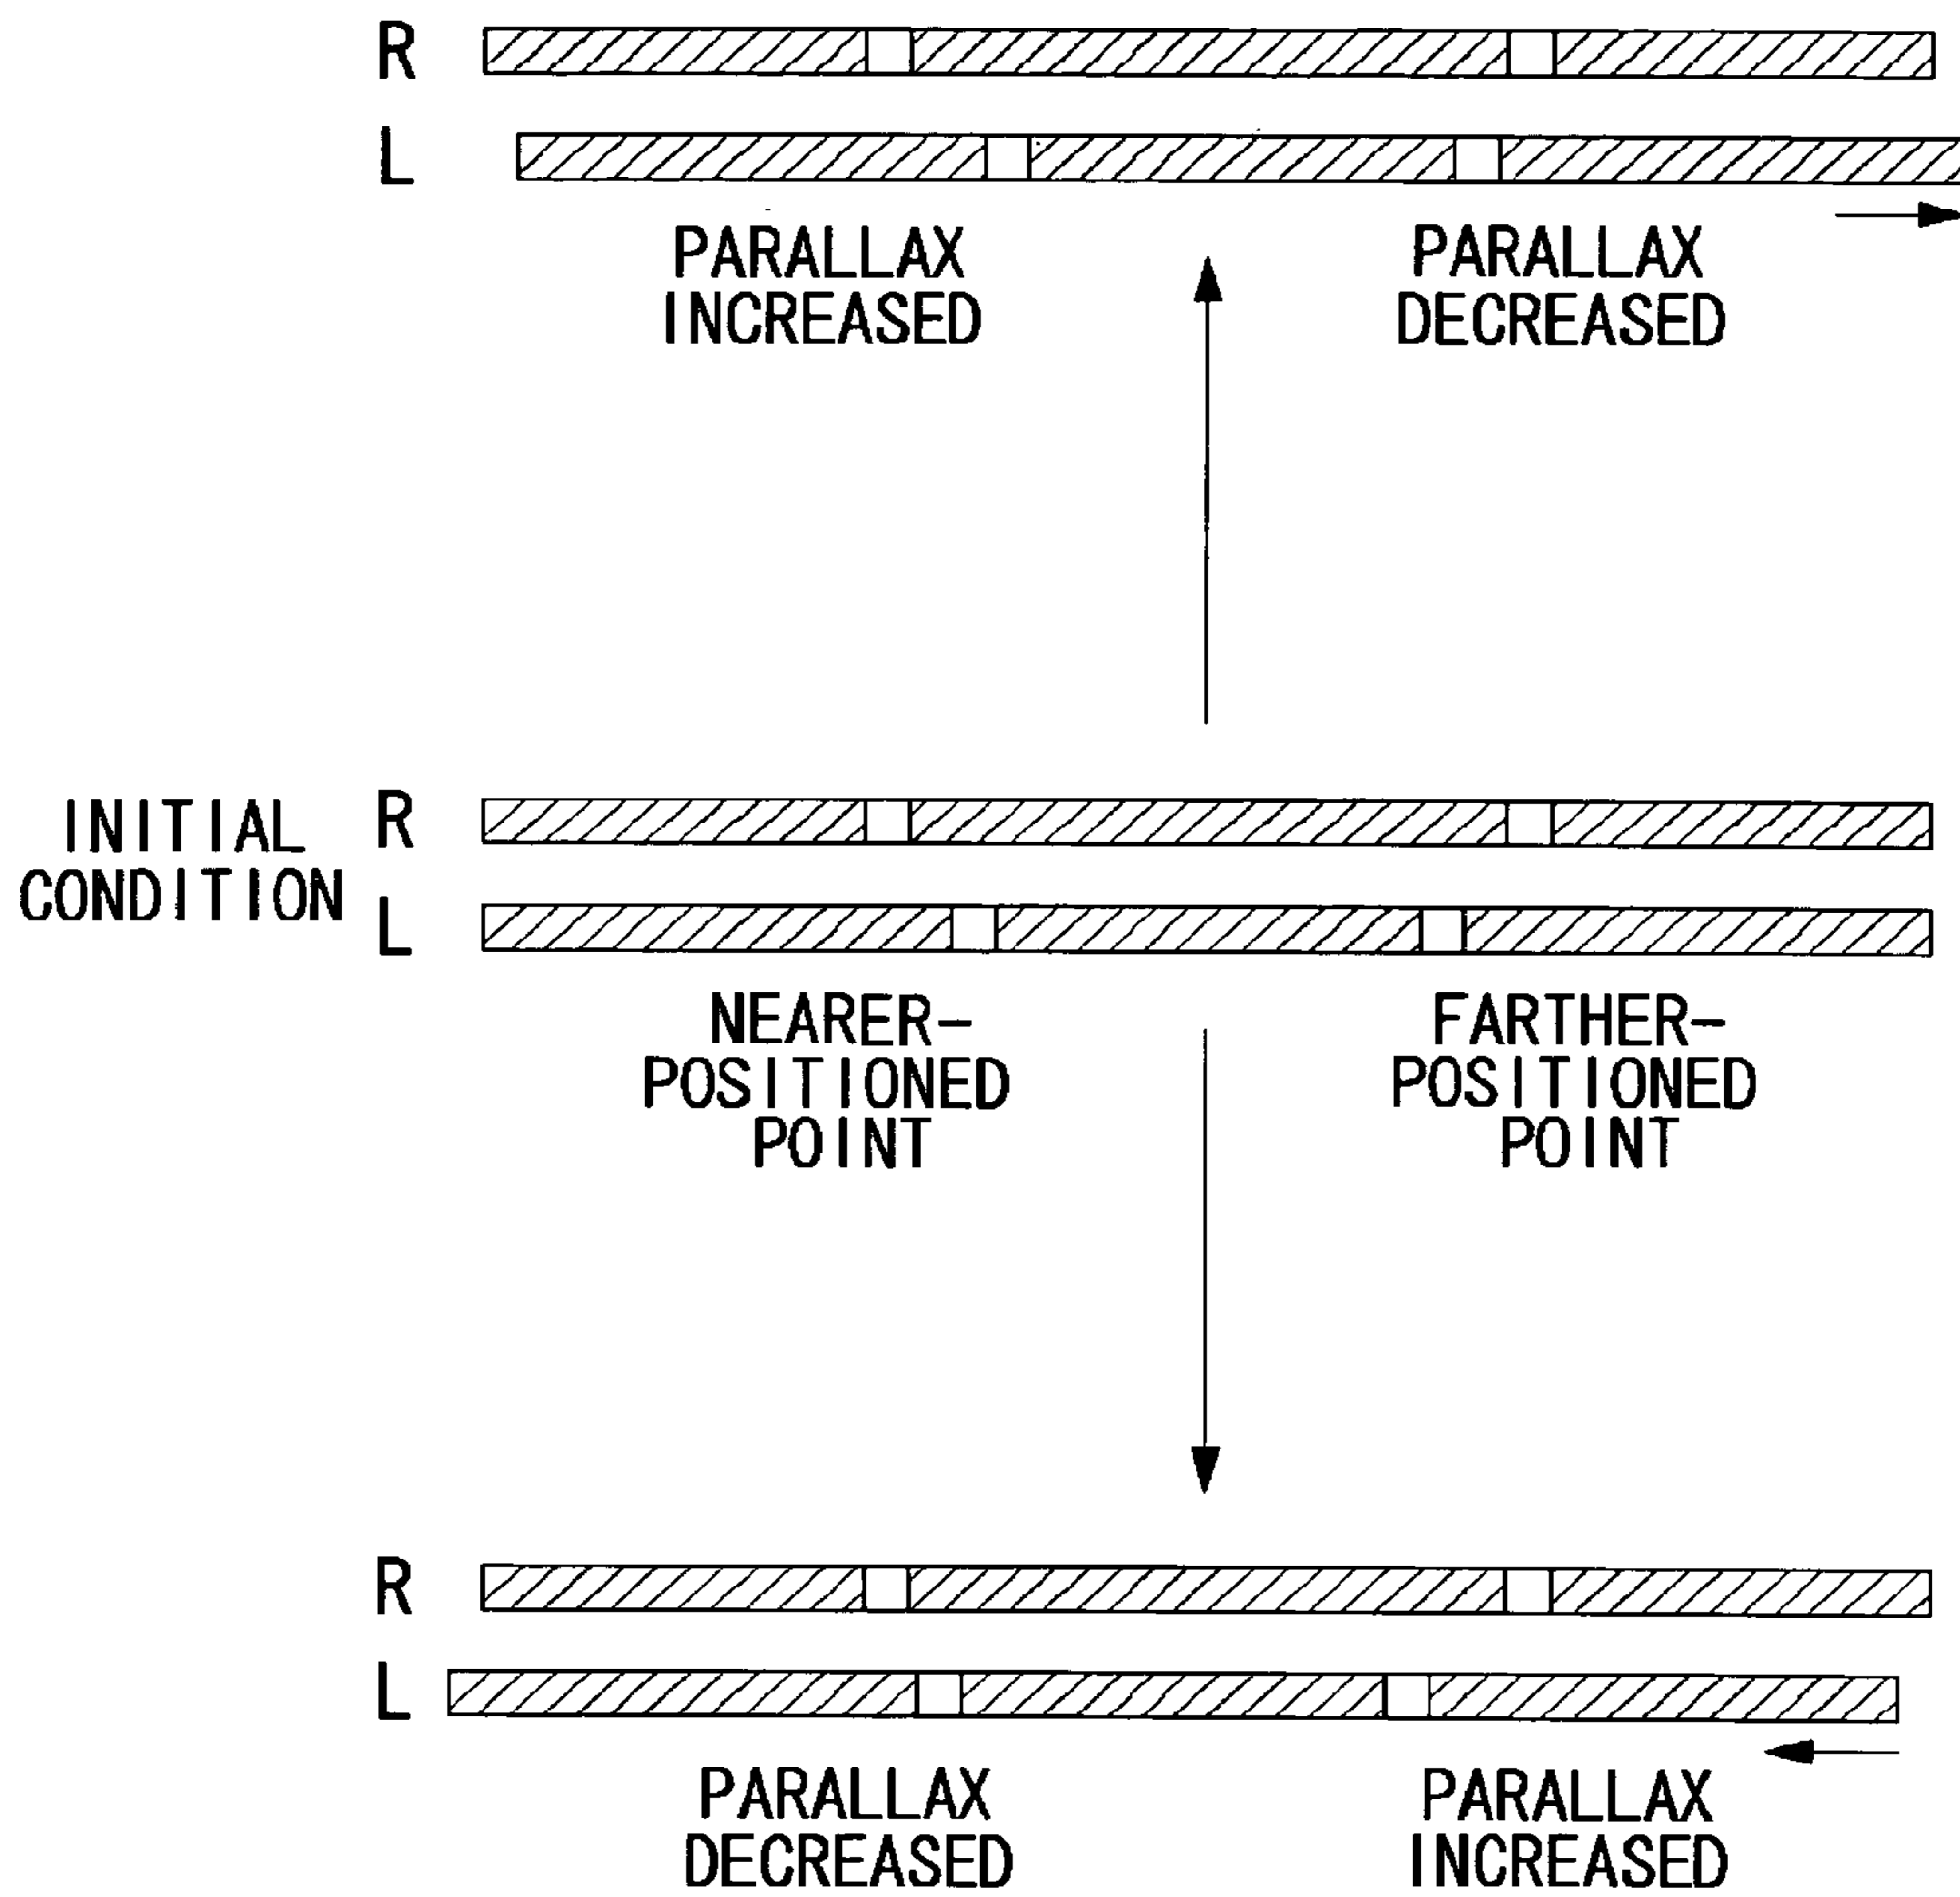 R
L
PARALLAX
INCREASED
PARALLAX
DECREASED
INITIAL
CONDITION
R
L
NEARER-
POSITIONED
POINT
FARTHER-
POSITIONED
POINT
R
L
PARALLAX
DECREASED
PARALLAX
INCREASED